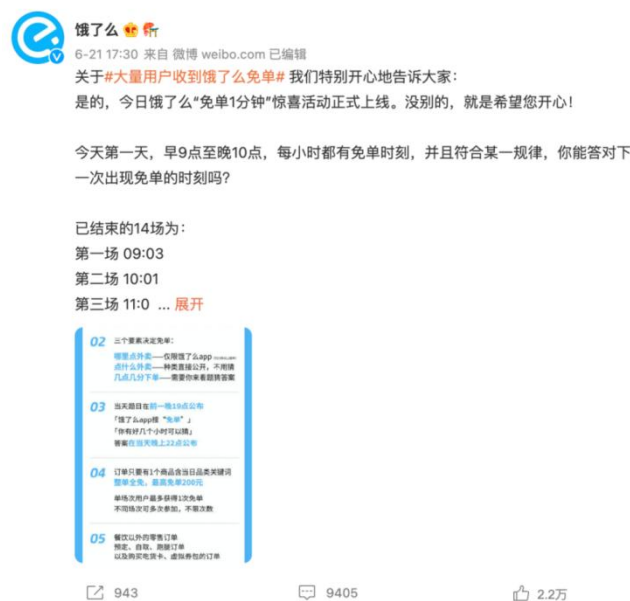 饿了么
6-21 17:30 来自 微博 weibo.com 已编辑
关于#大量用户收到饿了么免单# 我们特别开心地告诉大家：
是的，今日饿了么“免单1分钟”惊喜活动正式上线。没别的，就是希望您开心！
今天第一天，早9点至晚10点，每小时都有免单时刻，并且符合某一规律，你能答对下
一次出现免单的时刻吗？
已结束的14场为：
第一场 09:03
第二场 10:01
第三场 11:0 ... 展开
02 三个要素决定免单：
哪里点外卖——仅限饿了么app
点什么外卖——种类直接公开，不用猜
几点几分下单——需要你来看题猜答案
03 当天题目在前一晚10点公布
「饿了么app搜“免单”」
「你有好几个小时可以猜」
答案在当天晚上22点公布
04 订单只要有1个商品含当日品类关键词
整单全免，最高免单200元
单场次用户最多获得1次免单
不同场次可多次参加，不限次数
05 餐饮以外的零售订单
预定、自取、跑腿订单
以及购买吃货卡、虚拟券包的订单
943
9405
2.2万